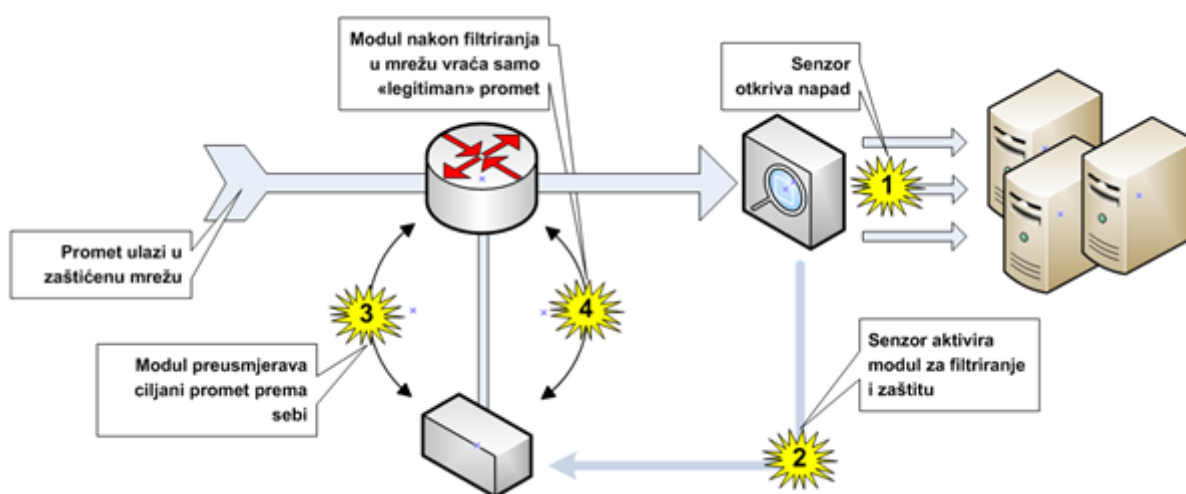 Modul nakon filtriranja
u mrežu vraća samo
«legitiman» promet
Senzor
otkriva napad
1
Promet ulazi u
zaštićenu mrežu
3
4
Modul preusmjerava
ciljani promet prema
sebi
Senzor aktivira
modul za filtriranje
i zaštitu
2